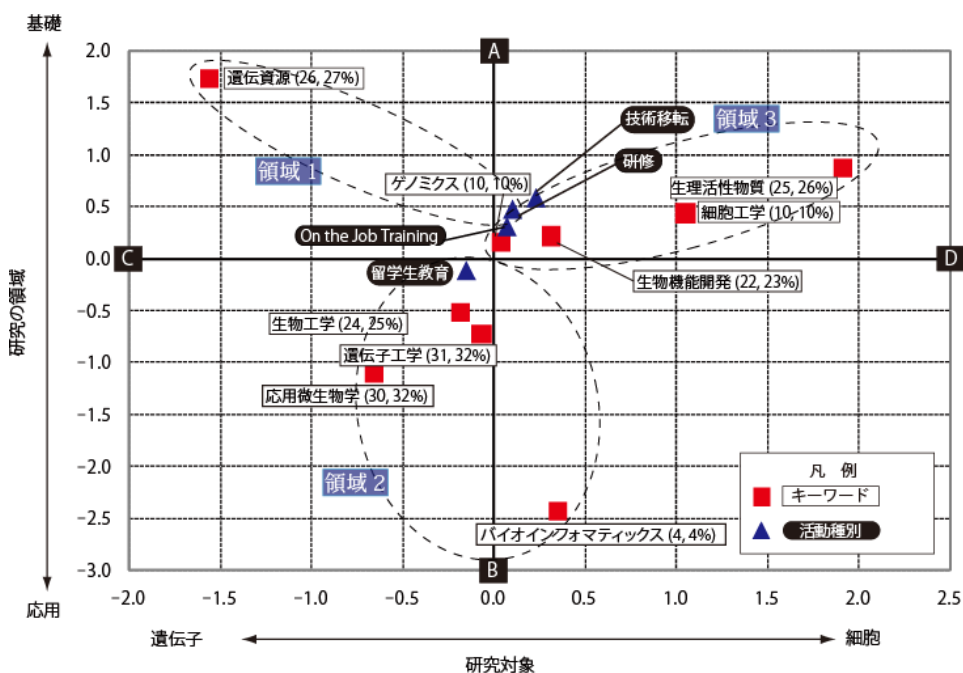 基礎
研究の領域
応用
2.0
1.5
1.0
0.5
0.0
−0.5
−1.0
−1.5
−2.0
−2.5
−3.0
A
遺伝資源 (26, 27%)
技術移転
領域 3
領域 1
研修
ゲノミクス (10, 10%)
生理活性物質 (25, 26%)
細胞工学 (10, 10%)
On the Job Training
C
D
留学生教育
生物機能開発 (22, 23%)
生物工学 (24, 25%)
遺伝子工学 (31, 32%)
応用微生物学 (30, 32%)
領域 2
バイオインフォマティックス (4, 4%)
B
凡 例
キーワード
活動種別
−2.0 −1.5 −1.0 −0.5 0.0 0.5 1.0 1.5 2.0 2.5
遺伝子
細胞
研究対象